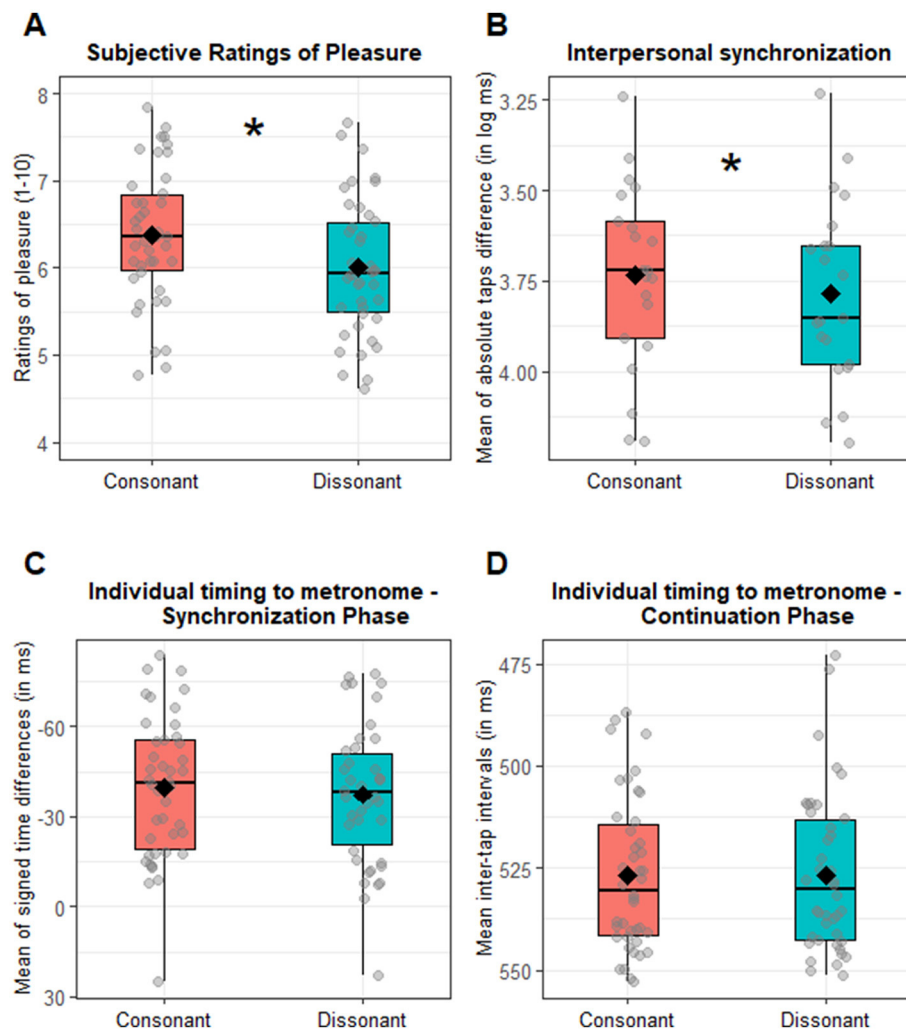 A
Subjective Ratings of Pleasure
Ratings of pleasure (1-10)
8
7
6
5
4
*
Consonant
Dissonant
B
Interpersonal synchronization
Mean of absolute taps difference (in log ms)
3.25
3.50
3.75
4.00
*
Consonant
Dissonant
C
Individual timing to metronome -
Synchronization Phase
Mean of signed time differences (in ms)
-60
-30
0
30
Consonant
Dissonant
D
Individual timing to metronome -
Continuation Phase
Mean inter-tap intervals (in ms)
475
500
525
550
Consonant
Dissonant